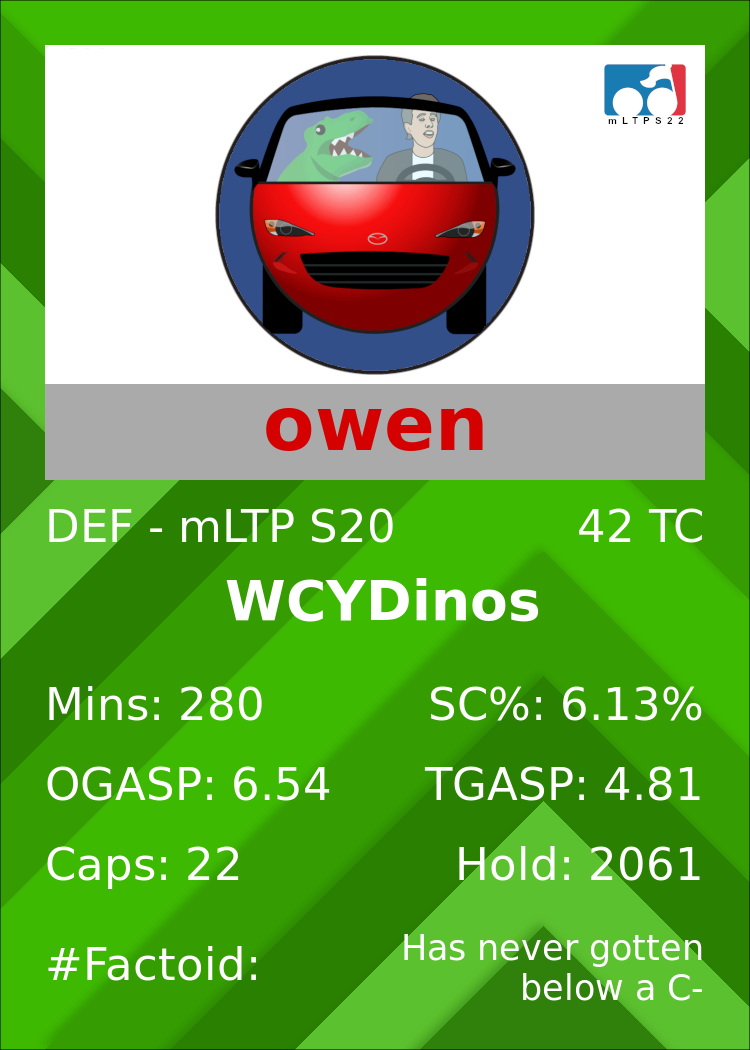 mLTPS22
owen
DEF - mLTP S20 42 TC
WCYDinos
Mins: 280 SC%: 6.13%
OGASP: 6.54 TGASP: 4.81
Caps: 22 Hold: 2061
#Factoid: Has never gotten
below a C-